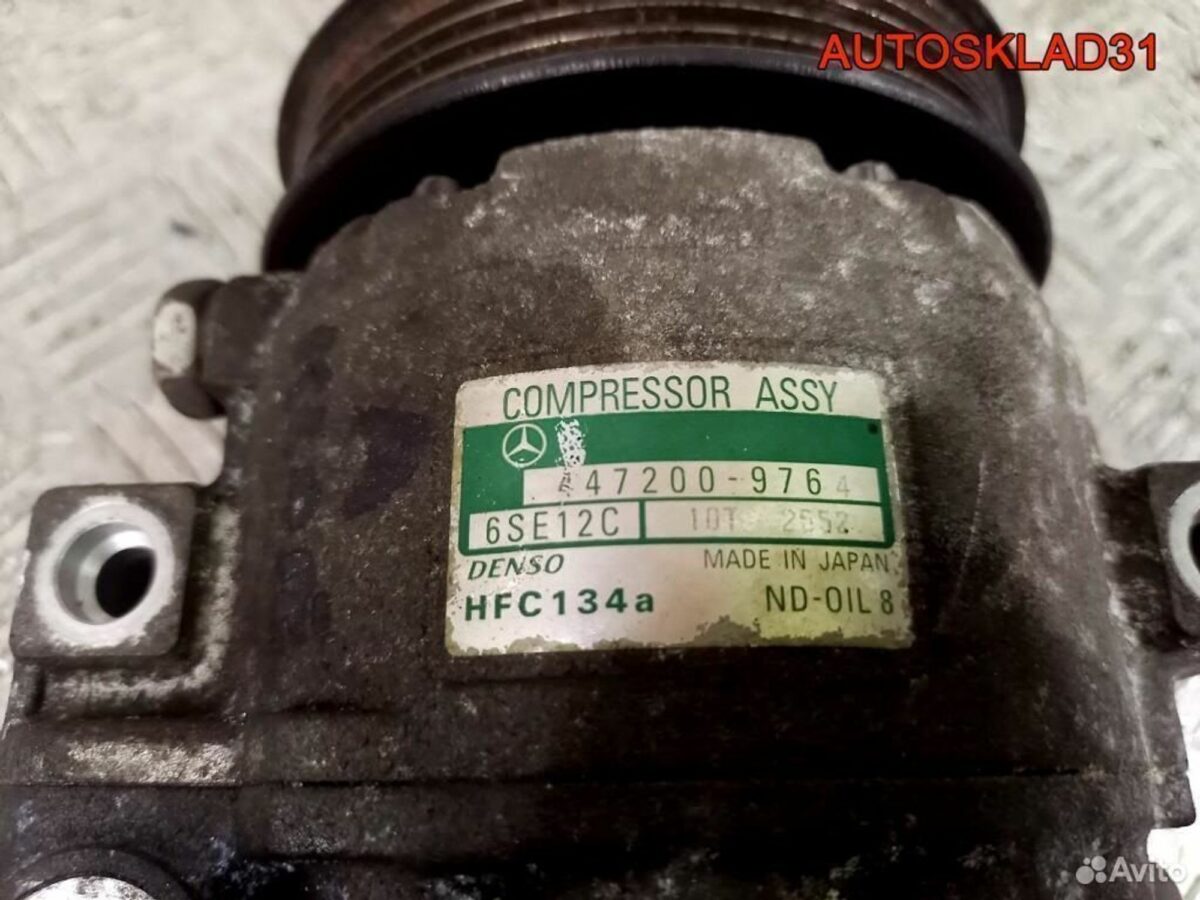 AUTOSKLAD31
COMPRESSOR ASSY
447200-9764
6SE12C
DENSO MADE IN JAPAN
HFC134a ND-OIL 8
Avito